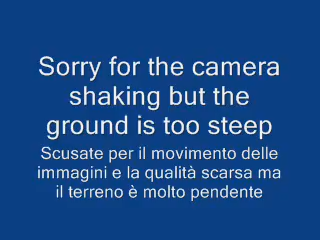 Sorry for the camera
shaking but the
ground is too steep
Scusate per il movimento delle
immagini e la qualità scarsa ma
il terreno è molto pendente